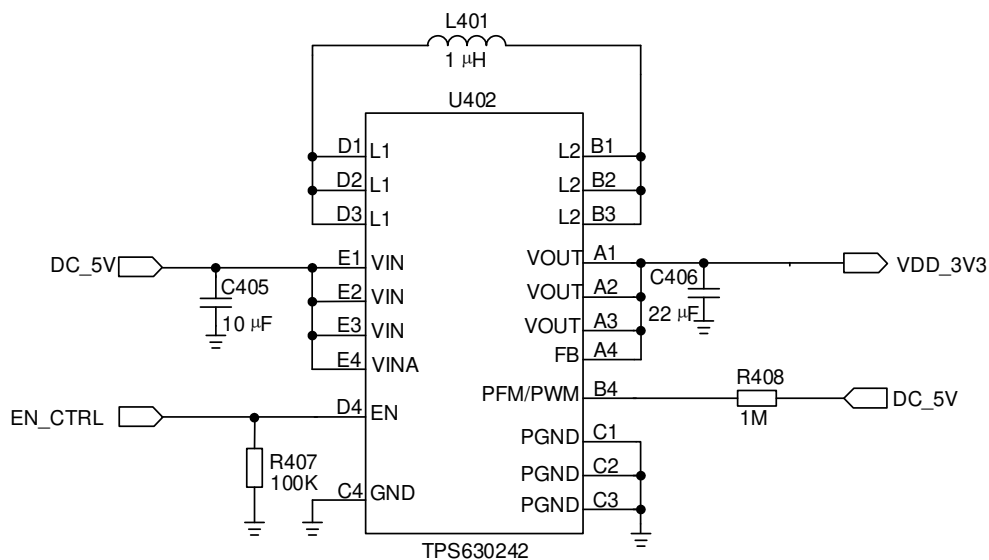 L401
1 μH
U402
D1 L1 L2 B1
D2 L1 L2 B2
D3 L1 L2 B3
DC_5V E1 VIN VOUT A1 VDD_3V3
C405 E2 VIN VOUT A2 C406
10 μF E3 VIN VOUT A3 22 μF
E4 VINA FB A4
PFM/PWM B4 R408 DC_5V
1M
EN_CTRL D4 EN
PGND C1
R407
100K
PGND C2
C4 GND PGND C3
TPS630242